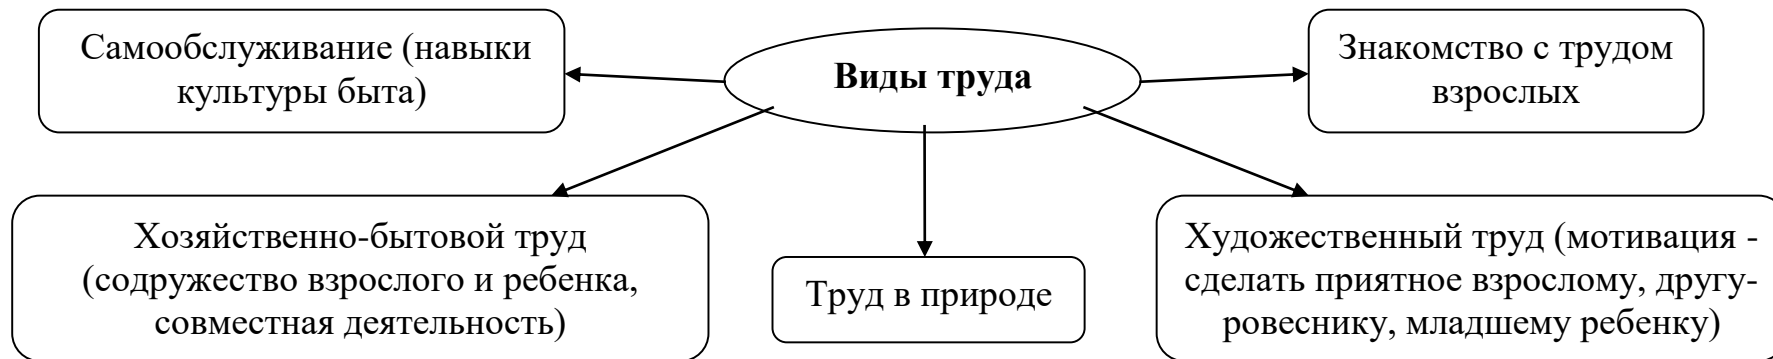 Самообслуживание (навыки
культуры быта)
Виды труда
Знакомство с трудом
взрослых
Хозяйственно-бытовой труд
(содружество взрослого и ребенка,
совместная деятельность)
Труд в природе
Художественный труд (мотивация -
сделать приятное взрослому, другу-
ровеснику, младшему ребенку)